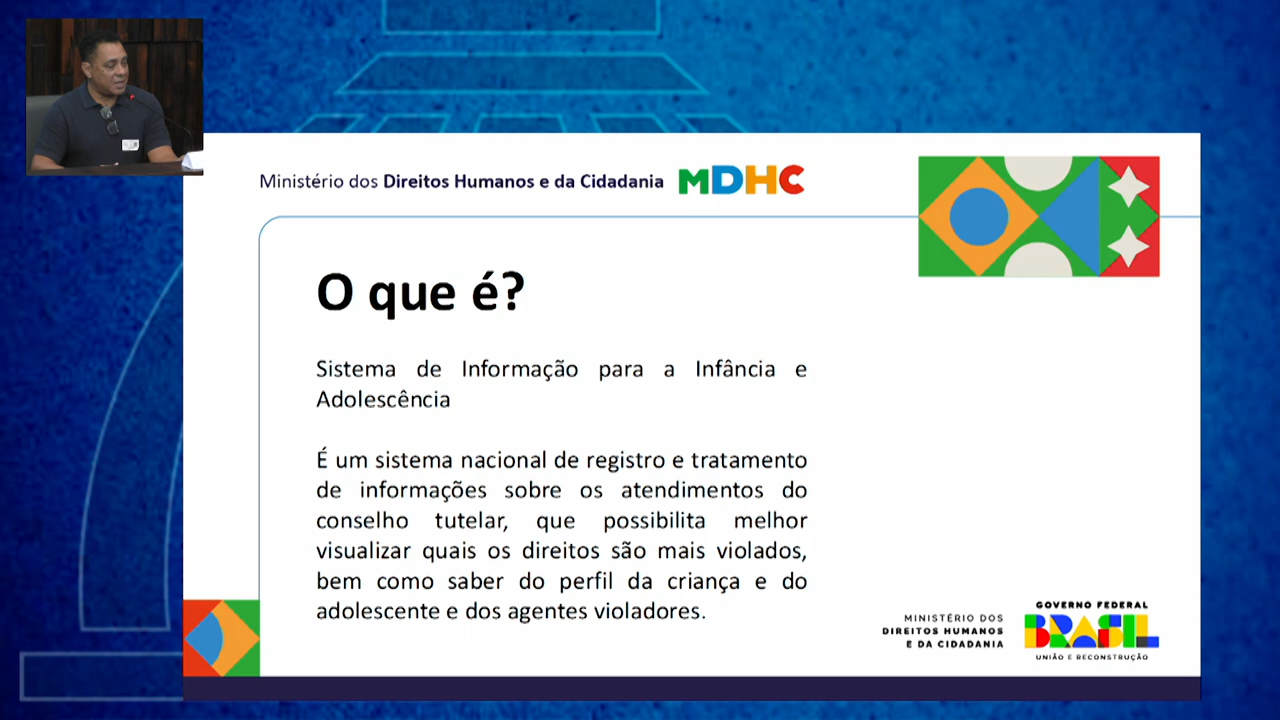 Ministério dos Direitos Humanos e da Cidadania MDHC
O que é?
Sistema de Informação para a Infância e
Adolescência
É um sistema nacional de registro e tratamento
de informações sobre os atendimentos do
conselho tutelar, que possibilita melhor
visualizar quais os direitos são mais violados,
bem como saber do perfil da criança e do
adolescente e dos agentes violadores.
MINISTÉRIO DOS
DIREITOS HUMANOS
E DA CIDADANIA
GOVERNO FEDERAL
BRASIL
UNIÃO E RECONSTRUÇÃO